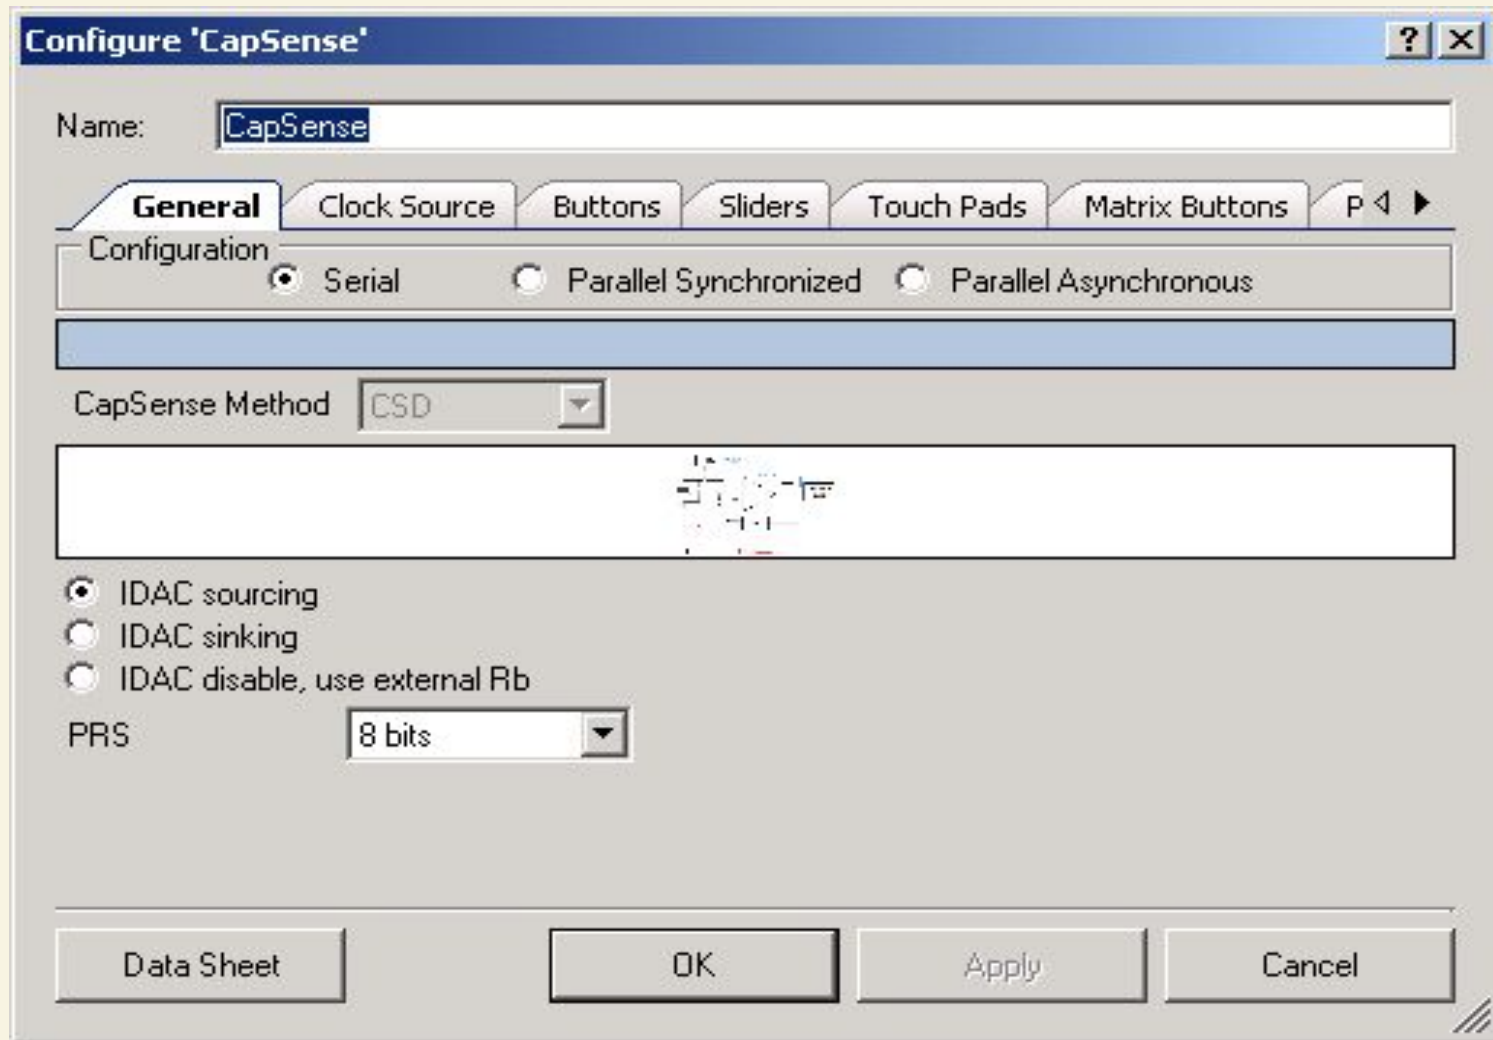 Configure 'CapSense'
Name: CapSense
General Clock Source Buttons Sliders Touch Pads Matrix Buttons P
Configuration
Serial Parallel Synchronized Parallel Asynchronous
CapSense Method CSD
IDAC sourcing
IDAC sinking
IDAC disable, use external Rb
PRS 8 bits
Data Sheet OK Apply Cancel